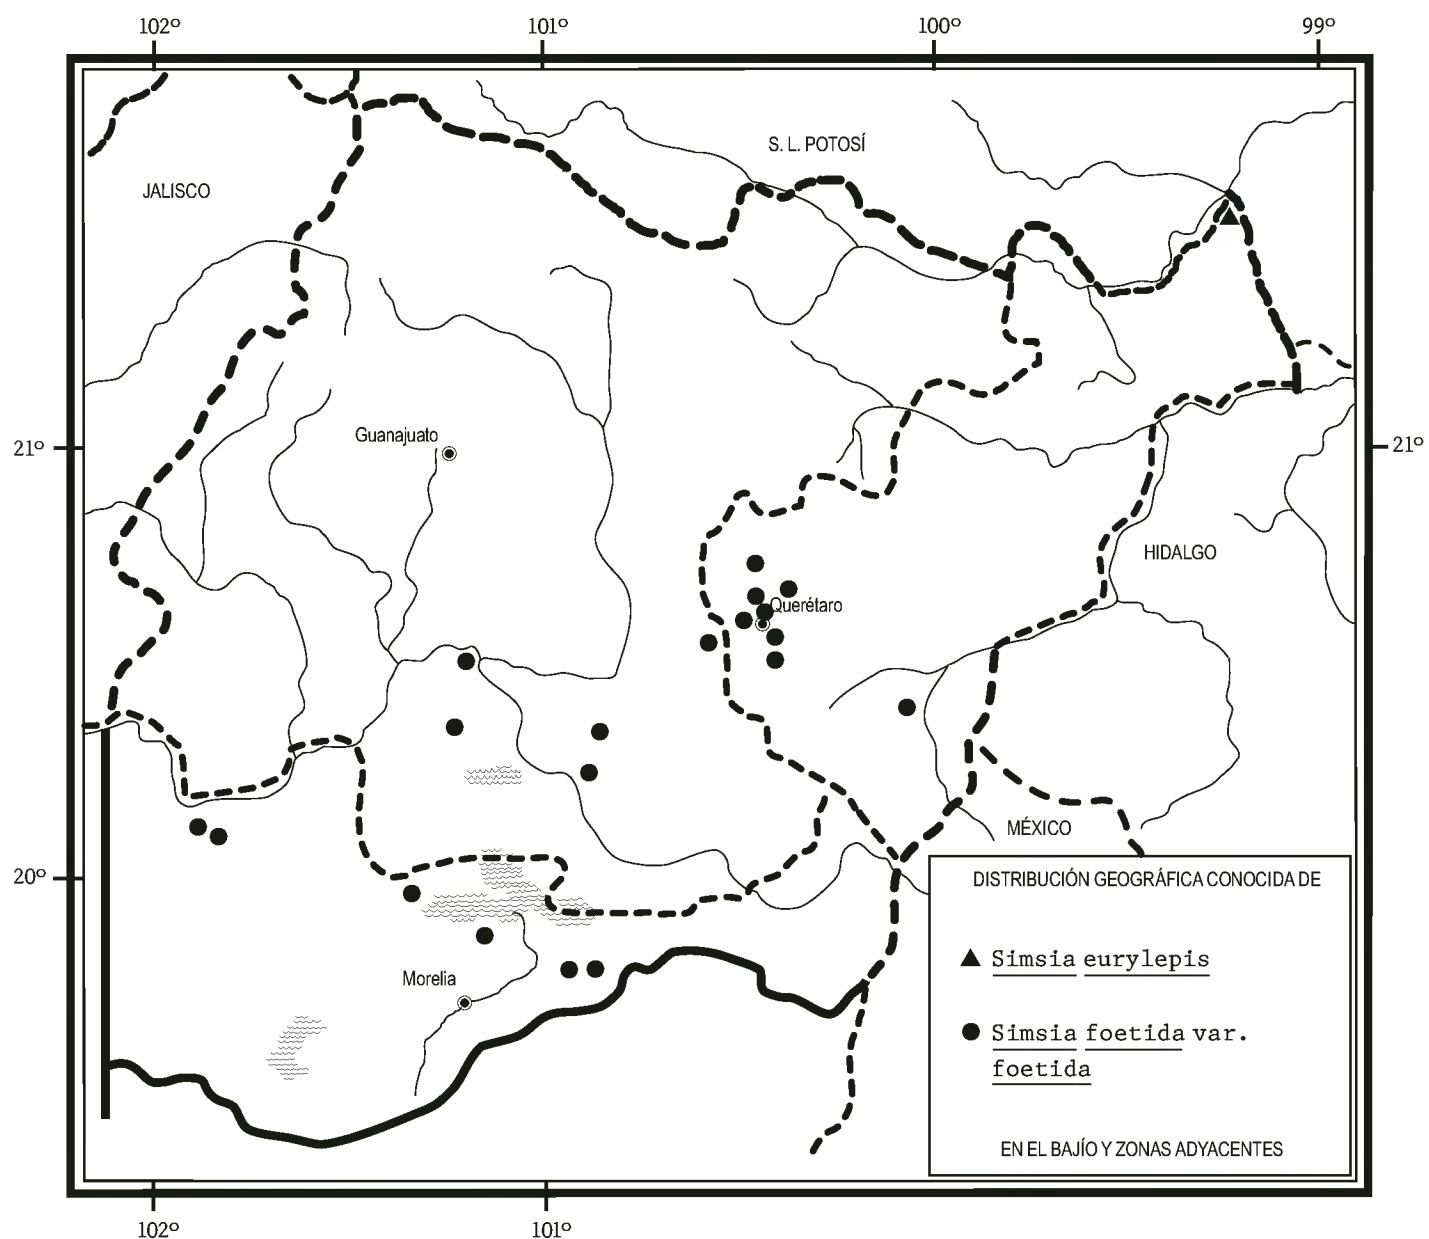 102º 101º 100º 99º
S. L. POTOSÍ
JALISCO
Guanajuato
21º 21º
HIDALGO
Querétaro
MÉXICO
20º
DISTRIBUCIÓN GEOGRÁFICA CONOCIDA DE
Simsia eurylepis
Morelia
Simsia foetida var.
foetida
EN EL BAJÍO Y ZONAS ADYACENTES
102º 101º